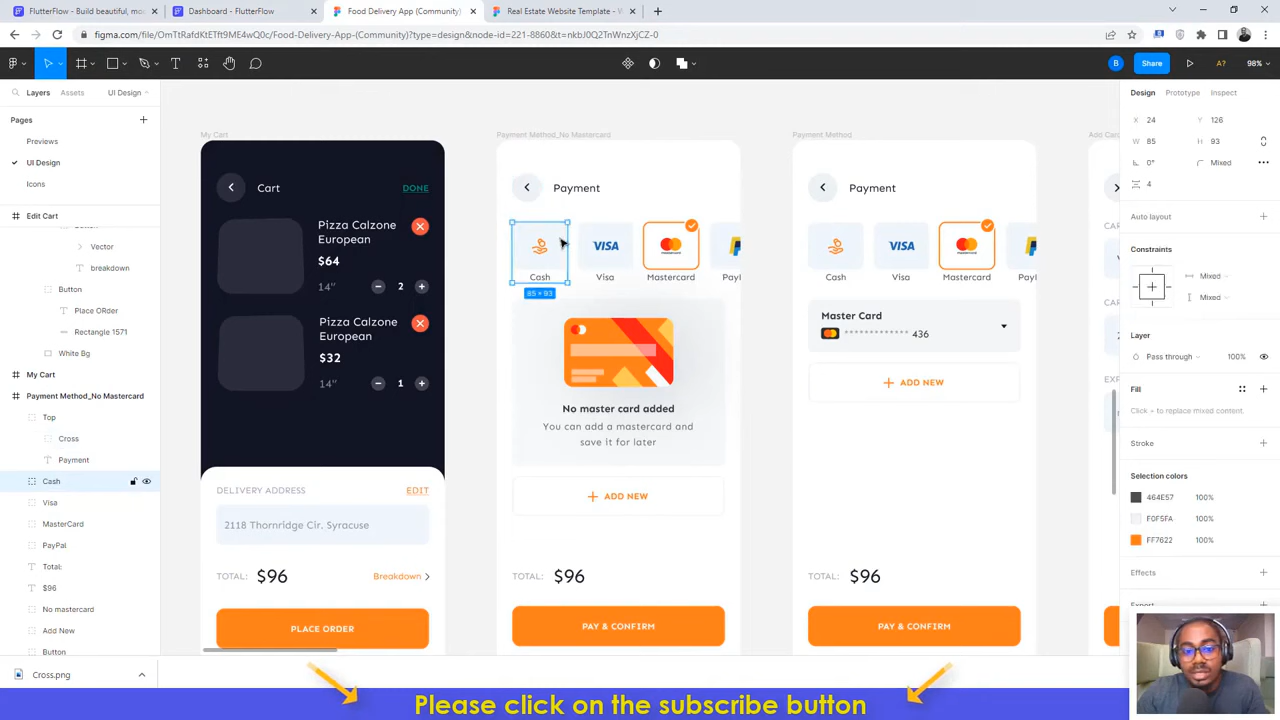 FlutterFlow - Build beautiful, mo
Dashboard - FlutterFlow
Food Delivery App (Community)
Real Estate Website Template - W
figma.com/file/OmTtRafdKtETft9ME4wQ0c/Food-Delivery-App-(Community)?type=design&node-id=221-8860&t=nkbJ0Q2TnWnzXjCZ-0
B
Share
A?
98%
Layers
Assets
UI Design
Pages
Previews
UI Design
Icons
Edit Cart
Button
Vector
breakdown
Button
Place ORder
Rectangle 1571
White Bg
My Cart
Payment Method_No Mastercard
Top
Cross
Payment
Cash
Visa
MasterCard
PayPal
Total:
$96
No mastercard
Add New
Button
My Cart
Cart
DONE
Pizza Calzone
European
$64
14"
2
Pizza Calzone
European
$32
14"
1
DELIVERY ADDRESS
EDIT
2118 Thornridge Cir. Syracuse
TOTAL:
$96
Breakdown
PLACE ORDER
Payment Method_No Mastercard
Payment
VISA
Cash
Visa
Mastercard
85 × 93
No master card added
You can add a mastercard and
save it for later
ADD NEW
TOTAL:
$96
PAY & CONFIRM
Payment Method
Payment
VISA
Cash
Visa
Mastercard
Master Card
************ 436
ADD NEW
TOTAL:
$96
PAY & CONFIRM
Add Card
Design
Prototype
Inspect
X
24
Y
126
W
85
H
93
0°
Mixed
4
Auto layout
Constraints
Mixed
Mixed
Layer
Pass through
100%
Fill
Click + to replace mixed content.
Stroke
Selection colors
464E57
100%
F0F5FA
100%
FF7622
100%
Effects
Export
Cross.png
Please click on the subscribe button